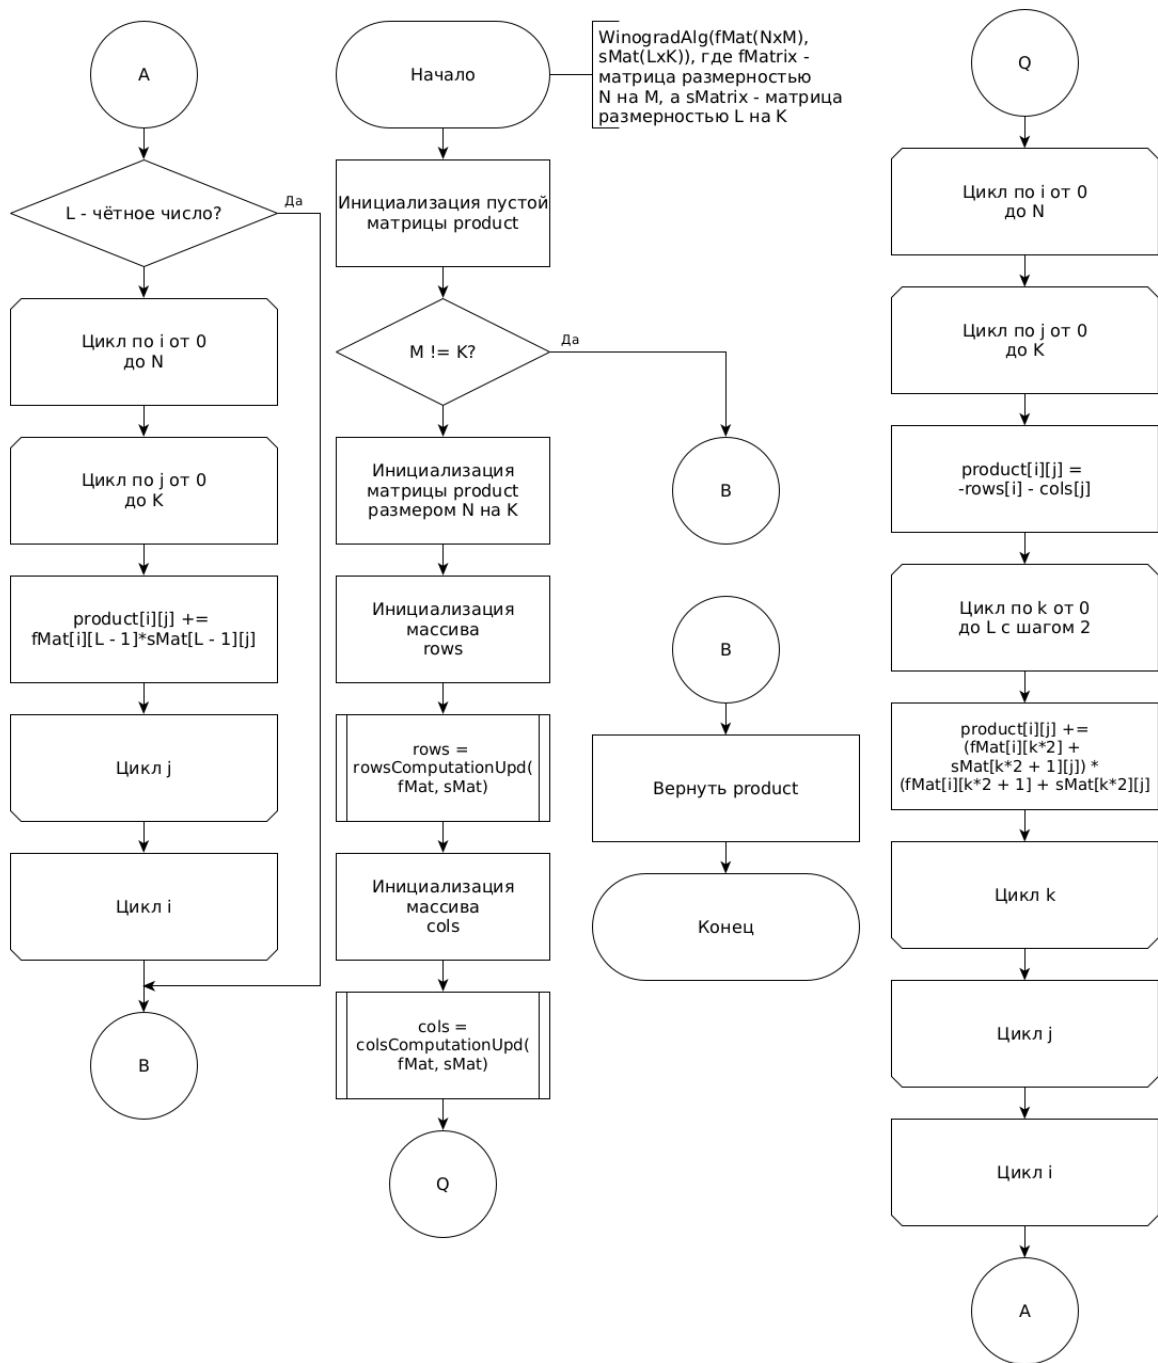 A
L - чётное число?
Да
Цикл по i от 0
до N
Цикл по j от 0
до K
product[i][j] +=
fMat[i][L - 1]*sMat[L - 1][j]
Цикл j
Цикл i
B
Начало
WinogradAlg(fMat(NxM),
sMat(LxK)), где fMatrix -
матрица размерностью
N на M, а sMatrix - матрица
размерностью L на K
Инициализация пустой
матрицы product
M != K?
Да
Инициализация
матрицы product
размером N на K
Инициализация
массива
rows
rows =
rowsComputationUpd(
fMat, sMat)
Инициализация
массива
cols
cols =
colsComputationUpd(
fMat, sMat)
Q
B
B
Вернуть product
Конец
Q
Цикл по i от 0
до N
Цикл по j от 0
до K
product[i][j] =
-rows[i] - cols[j]
Цикл по k от 0
до L с шагом 2
product[i][j] +=
(fMat[i][k*2] +
sMat[k*2 + 1][j]) *
(fMat[i][k*2 + 1] + sMat[k*2][j]
Цикл k
Цикл j
Цикл i
A